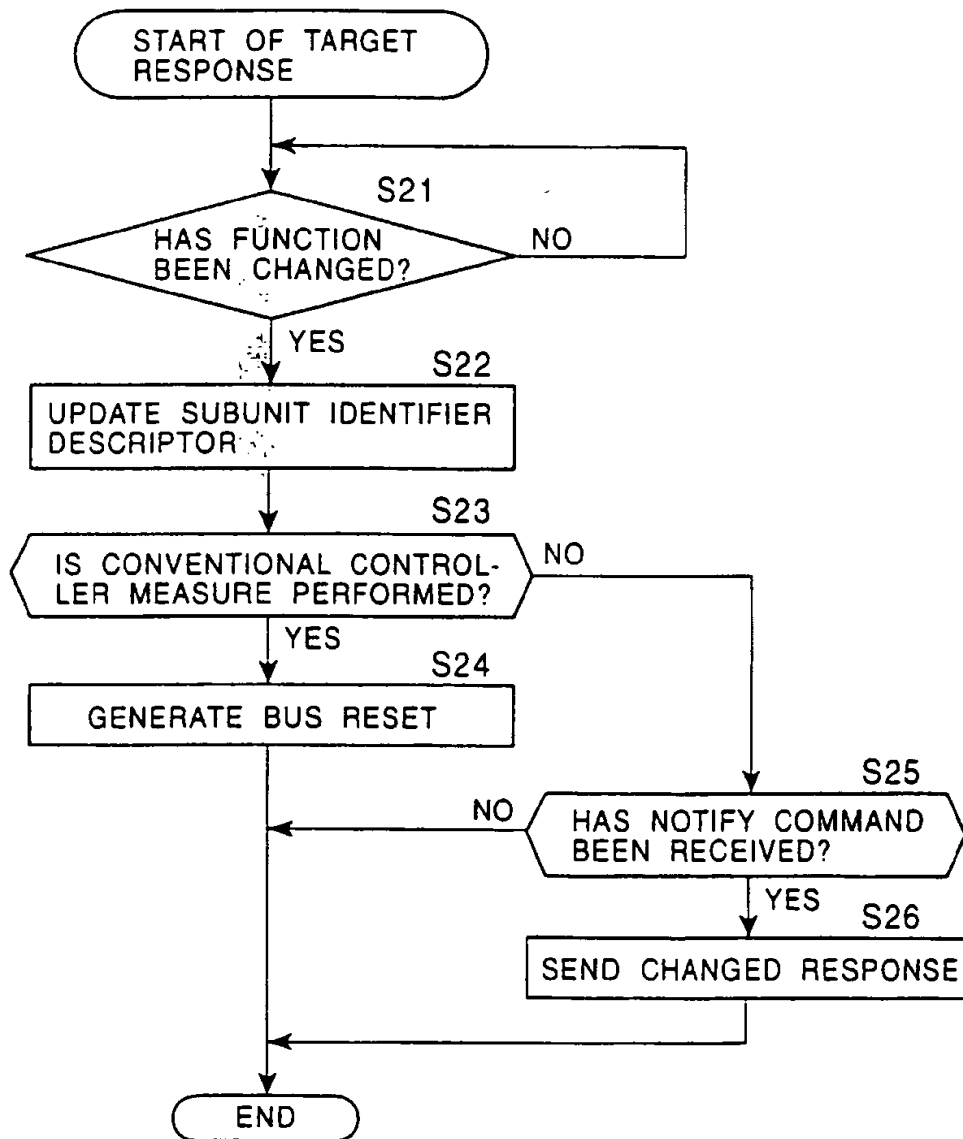 START OF TARGET
RESPONSE
S21
HAS FUNCTION
BEEN CHANGED?
NO
YES
S22
UPDATE SUBUNIT IDENTIFIER
DESCRIPTOR
S23
IS CONVENTIONAL CONTROL-
LER MEASURE PERFORMED?
NO
YES
S24
GENERATE BUS RESET
S25
NO
HAS NOTIFY COMMAND
BEEN RECEIVED?
YES
S26
SEND CHANGED RESPONSE
END